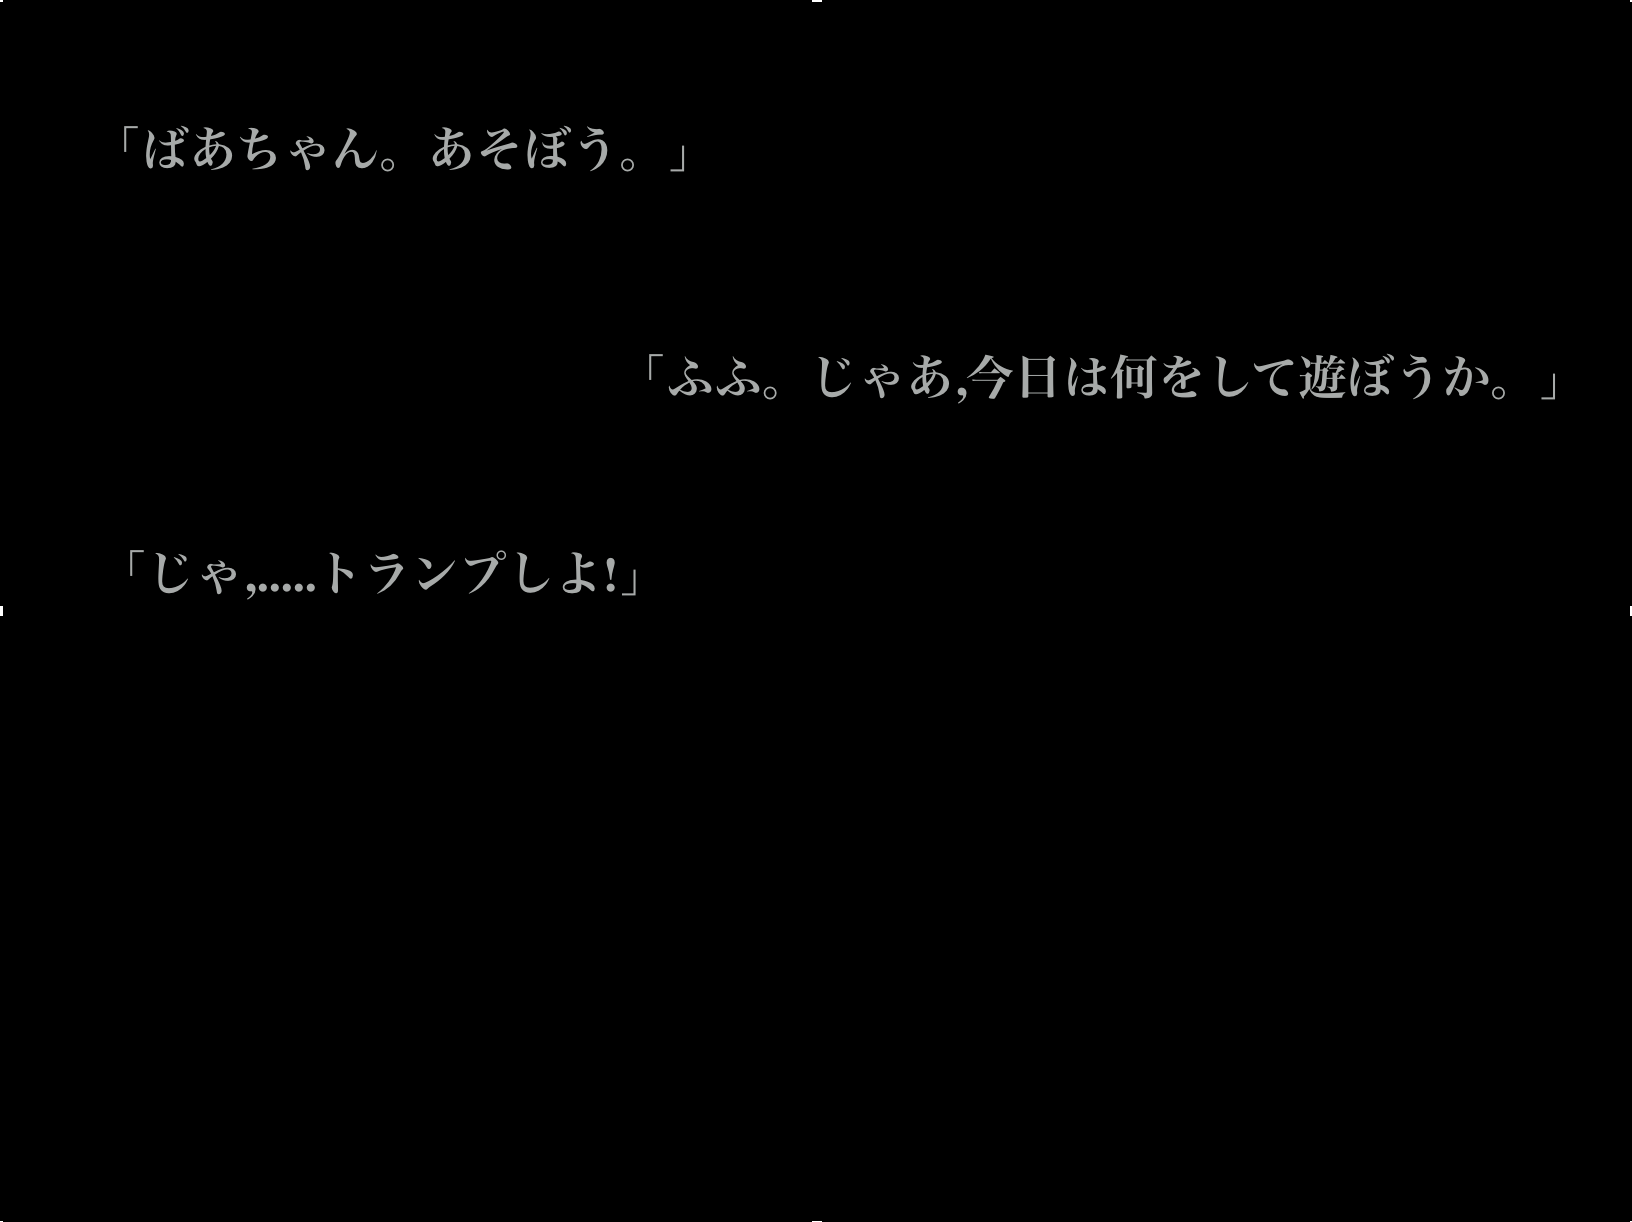 「ばあちゃん。あそぼう。」
「ふふ。じゃあ,今日は何をして遊ぼうか。」
「じゃ,.....トランプしよ!」